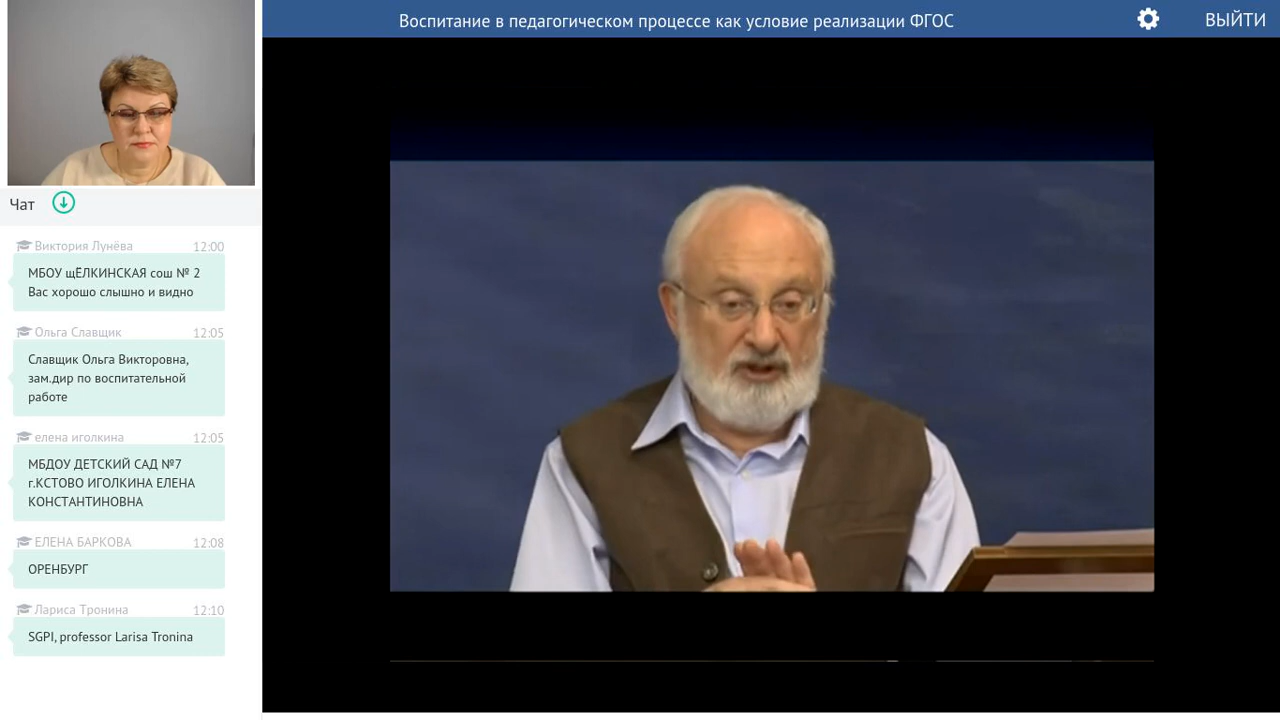 Воспитание в педагогическом процессе как условие реализации ФГОС
ВЫЙТИ
Чат
Виктория Лунёва 12:00
МБОУ щЁЛКИНСКАЯ сош № 2
Вас хорошо слышно и видно
Ольга Славщик 12:05
Славщик Ольга Викторовна,
зам.дир по воспитательной
работе
елена иголкина 12:05
МБДОУ ДЕТСКИЙ САД №7
г.КСТОВО ИГОЛКИНА ЕЛЕНА
КОНСТАНТИНОВНА
ЕЛЕНА БАРКОВА 12:08
ОРЕНБУРГ
Лариса Тронина 12:10
SGPI, professor Larisa Tronina